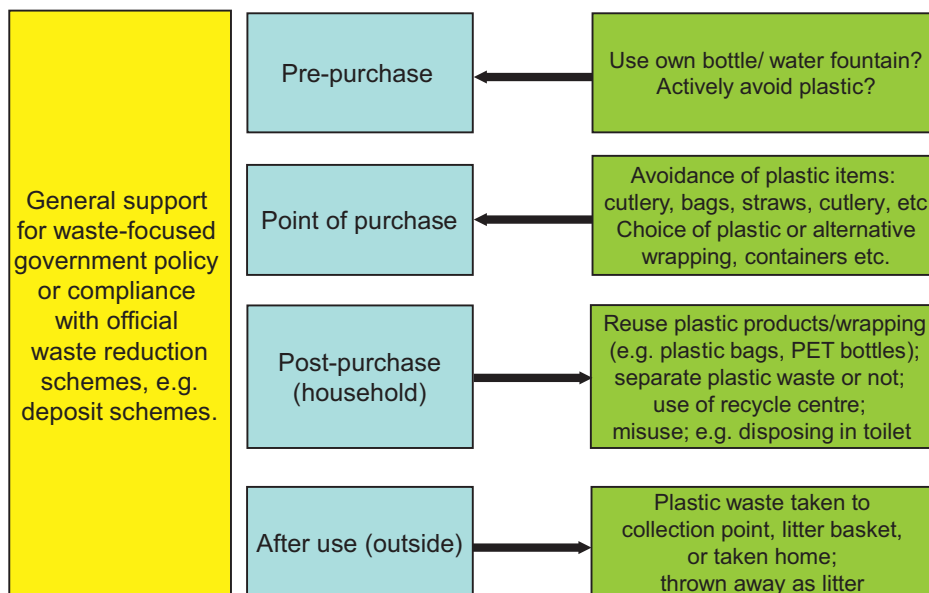 General support
for waste-focused
government policy
or compliance
with official
waste reduction
schemes, e.g.
deposit schemes.
Pre-purchase
Use own bottle/ water fountain?
Actively avoid plastic?
Point of purchase
Avoidance of plastic items:
cutlery, bags, straws, cutlery, etc
Choice of plastic or alternative
wrapping, containers etc.
Post-purchase
(household)
Reuse plastic products/wrapping
(e.g. plastic bags, PET bottles);
separate plastic waste or not;
use of recycle centre;
misuse; e.g. disposing in toilet
After use (outside)
Plastic waste taken to
collection point, litter basket,
or taken home;
thrown away as litter